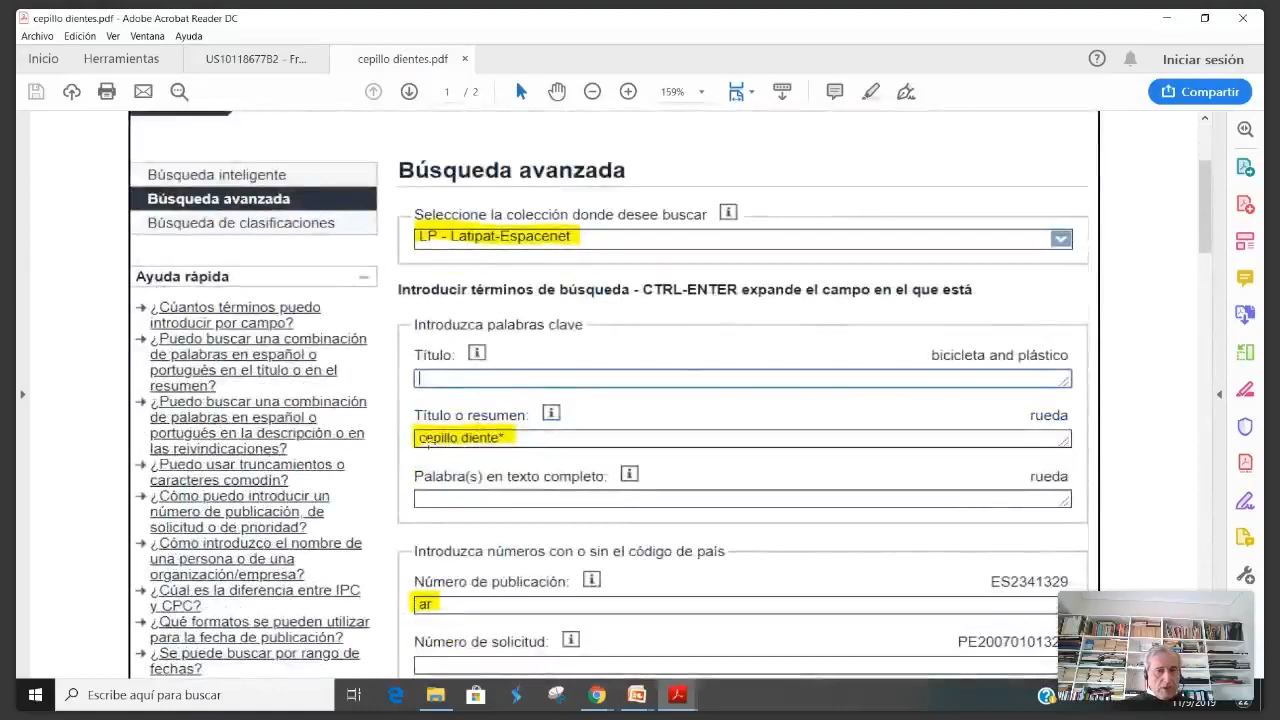 cepillo dientes.pdf - Adobe Acrobat Reader DC
Archivo Edición Ver Ventana Ayuda
Inicio Herramientas US10118677B2 - Fr... cepillo dientes.pdf × Iniciar sesión
1 / 2 159% Compartir
Búsqueda inteligente
Búsqueda avanzada
Búsqueda de clasificaciones
Ayuda rápida
¿Cúantos términos puedo
introducir por campo?
¿Puedo buscar una combinación
de palabras en español o
portugués en el título o en el
resumen?
¿Puedo buscar una combinación
de palabras en español o
portugués en la descripción o en
las reivindicaciones?
¿Puedo usar truncamientos o
caracteres comodín?
¿Cómo puedo introducir un
número de publicación, de
solicitud o de prioridad?
¿Cómo introduzco el nombre de
una persona o de una
organización/empresa?
¿Cúal es la diferencia entre IPC
y CPC?
¿Qué formatos se pueden utilizar
para la fecha de publicación?
¿Se puede buscar por rango de
fechas?
Búsqueda avanzada
Seleccione la colección donde desee buscar
LP - Latipat-Espacenet
Introducir términos de búsqueda - CTRL-ENTER expande el campo en el que está
Introduzca palabras clave
Título: bicicleta and plástico
Título o resumen: rueda
cepillo diente*
Palabra(s) en texto completo: rueda
Introduzca números con o sin el código de país
Número de publicación: ES2341329
ar
Número de solicitud: PE2007010132
Escribe aquí para buscar
11/9/2019 22